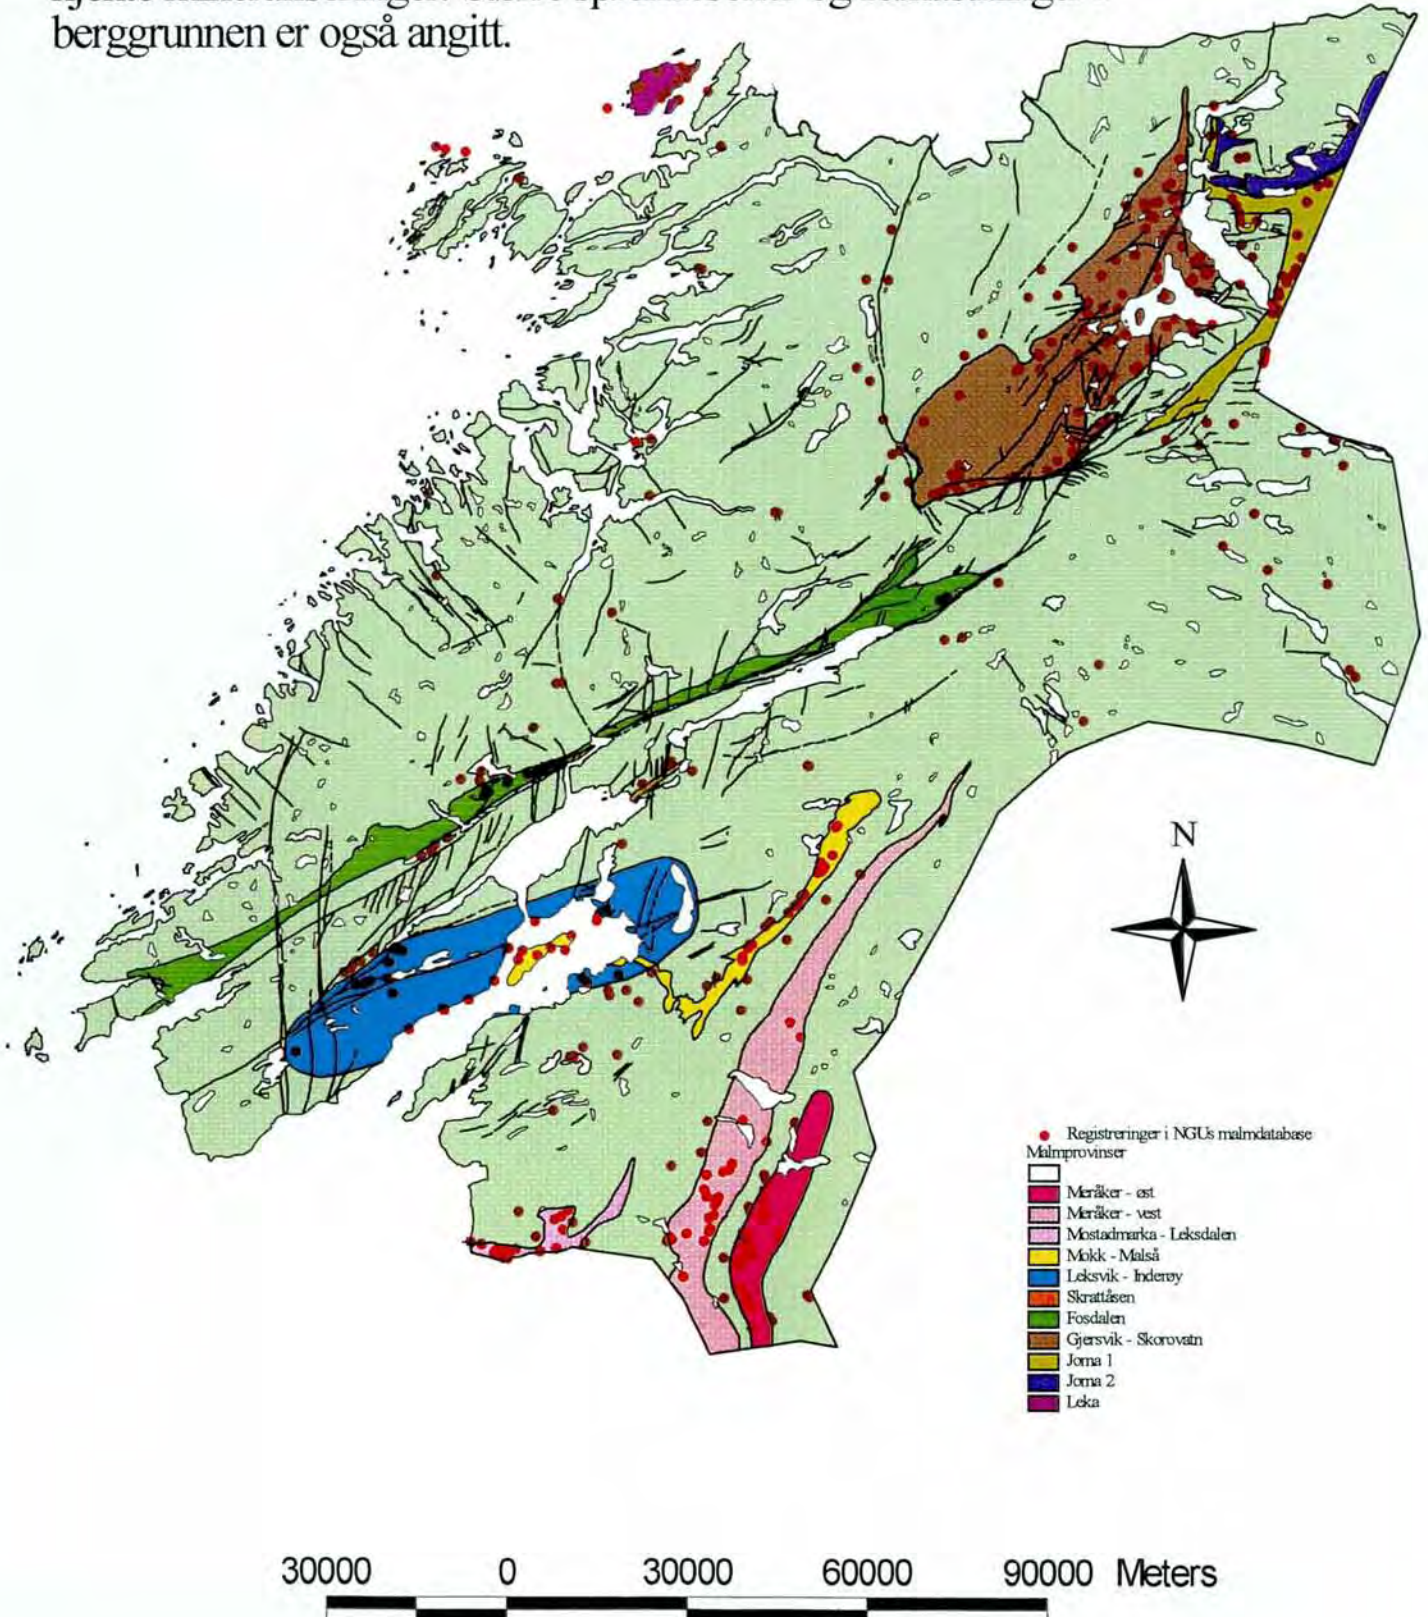 berggrunnen er også angitt.
N
Registreringer i NGUs malmdatabase
Malmprovinser
Meråker - øst
Meråker - vest
Mostadmarka - Leksdalen
Mokk - Malså
Leksvik - Inderøy
Skrattåsen
Fosdalen
Gjersvik - Skorovatn
Joma 1
Joma 2
Leka
30000 0 30000 60000 90000 Meters